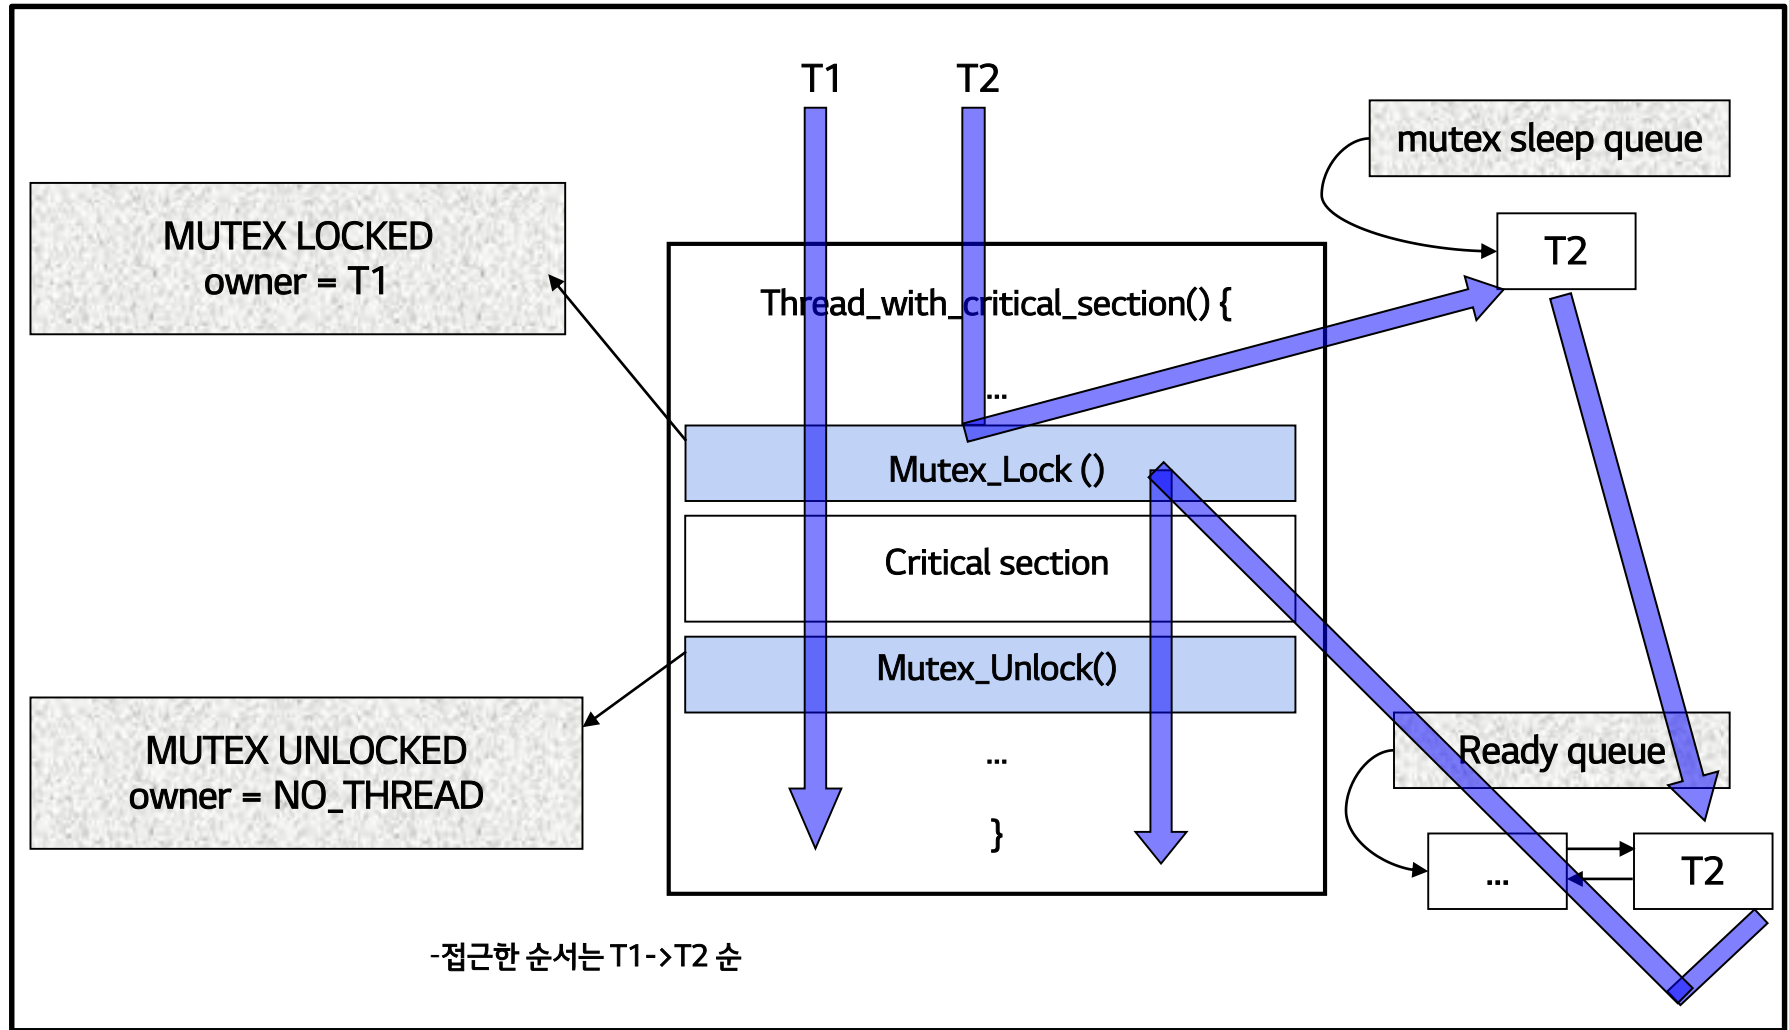 T1 T2
mutex sleep queue
MUTEX LOCKED
owner = T1
T2
Thread_with_critical_section() {
...
Mutex_Lock ()
Critical section
Mutex_Unlock()
MUTEX UNLOCKED
owner = NO_THREAD
...
}
Ready queue
...
T2
-접근한 순서는 T1->T2 순